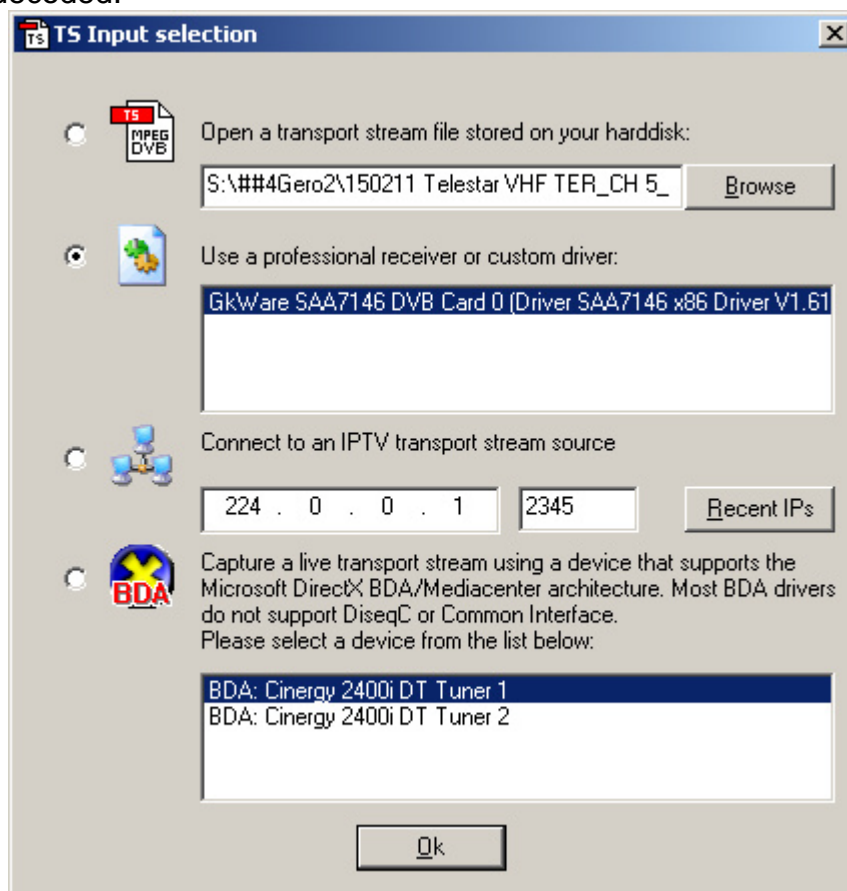 decoded.
TS TS Input selection
TS
MPEG
DVB
Open a transport stream file stored on your harddisk:
S:\##4Gero2\150211 Telestar VHF TER_CH 5_ Browse
Use a professional receiver or custom driver:
GkWare SAA7146 DVB Card 0 (Driver SAA7146 x86 Driver V1.61
Connect to an IPTV transport stream source
224 . 0 . 0 . 1 2345 Recent IPs
BDA
Capture a live transport stream using a device that supports the
Microsoft DirectX BDA/Mediacenter architecture. Most BDA drivers
do not support DiseqC or Common Interface.
Please select a device from the list below:
BDA: Cinergy 2400i DT Tuner 1
BDA: Cinergy 2400i DT Tuner 2
Ok